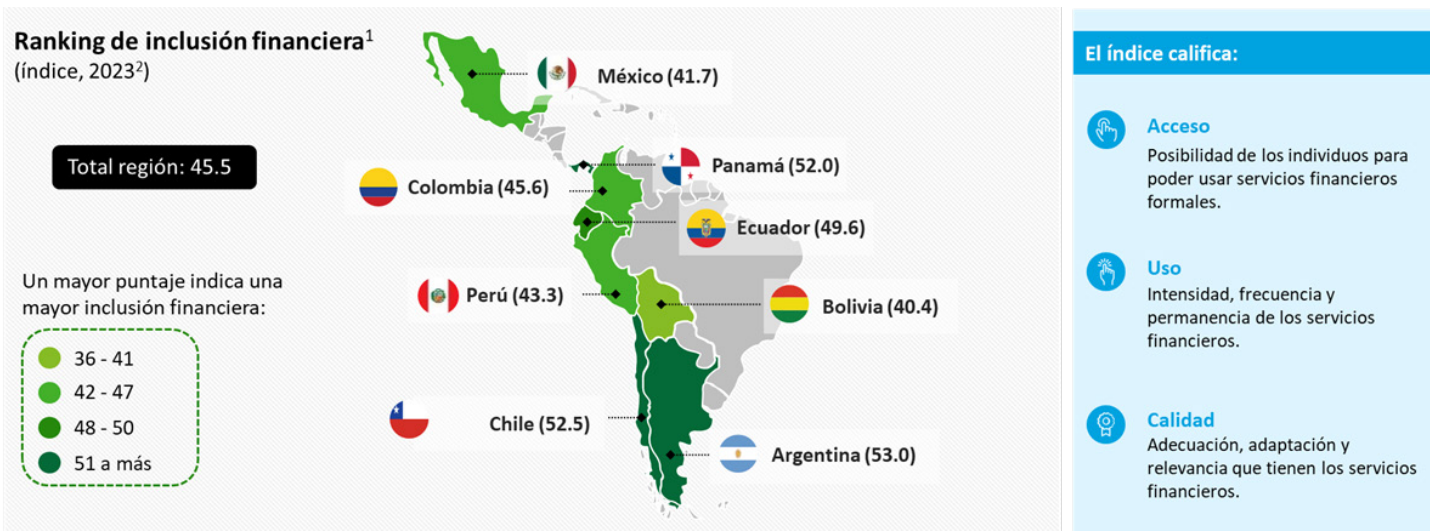 Ranking de inclusión financiera¹
(índice, 2023²)
Total región: 45.5
México (41.7)
Panamá (52.0)
Colombia (45.6)
Ecuador (49.6)
Perú (43.3)
Bolivia (40.4)
Chile (52.5)
Argentina (53.0)
Un mayor puntaje indica una
mayor inclusión financiera:
36 - 41
42 - 47
48 - 50
51 a más
El índice califica:
Acceso
Posibilidad de los individuos para
poder usar servicios financieros
formales.
Uso
Intensidad, frecuencia y
permanencia de los servicios
financieros.
Calidad
Adecuación, adaptación y
relevancia que tienen los servicios
financieros.